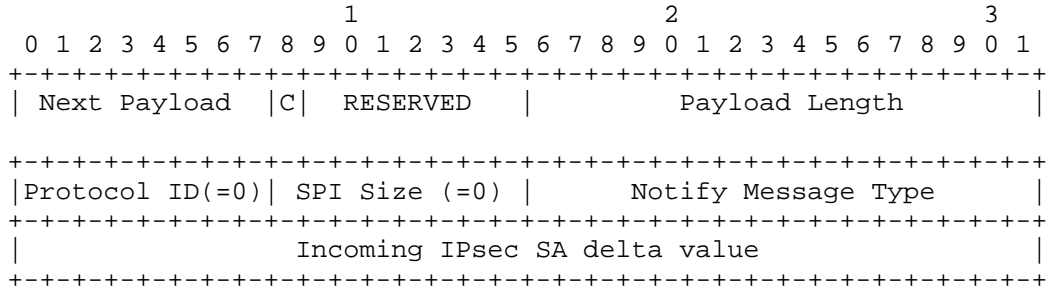 1                   2                   3
 0 1 2 3 4 5 6 7 8 9 0 1 2 3 4 5 6 7 8 9 0 1 2 3 4 5 6 7 8 9 0 1
+-+-+-+-+-+-+-+-+-+-+-+-+-+-+-+-+-+-+-+-+-+-+-+-+-+-+-+-+-+-+-+-+
| Next Payload  |C|  RESERVED   |         Payload Length        |
+-+-+-+-+-+-+-+-+-+-+-+-+-+-+-+-+-+-+-+-+-+-+-+-+-+-+-+-+-+-+-+-+
|Protocol ID(=0)| SPI Size (=0) |      Notify Message Type      |
+-+-+-+-+-+-+-+-+-+-+-+-+-+-+-+-+-+-+-+-+-+-+-+-+-+-+-+-+-+-+-+-+
|                 Incoming IPsec SA delta value                 |
+-+-+-+-+-+-+-+-+-+-+-+-+-+-+-+-+-+-+-+-+-+-+-+-+-+-+-+-+-+-+-+-+